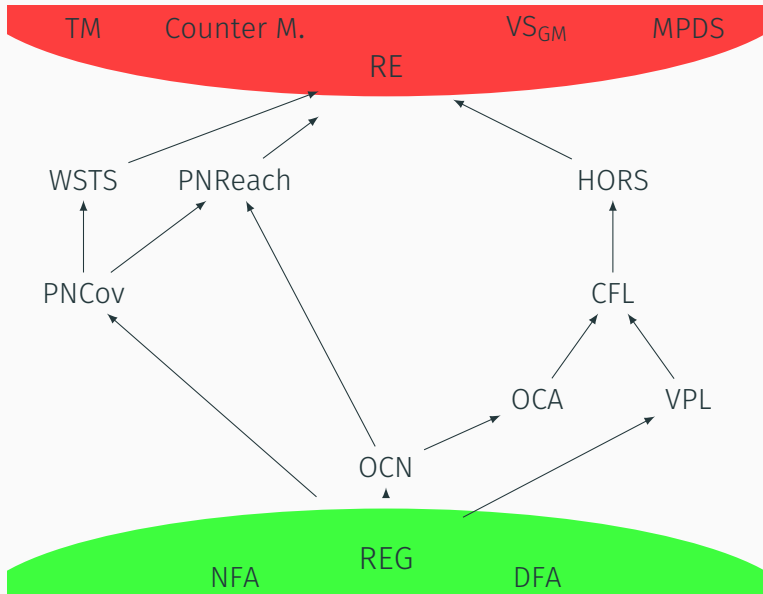 TM Counter M. VS_GM MPDS
RE
WSTS PNReach HORS
PNCov CFL
OCA VPL
OCN
REG
NFA DFA